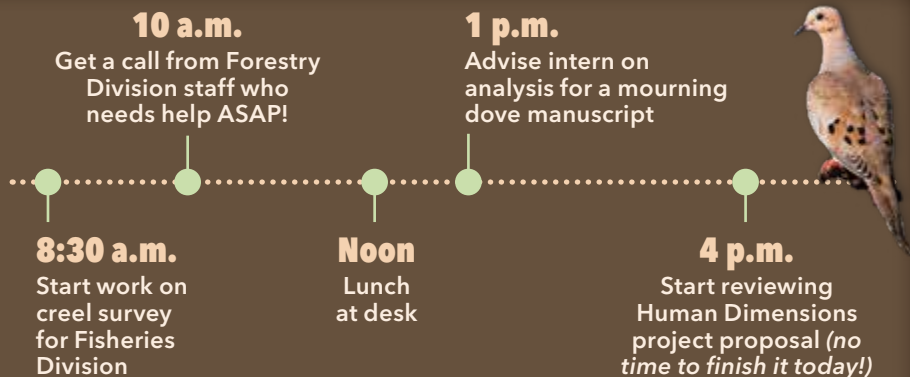 10 a.m.
Get a call from Forestry
Division staff who
needs help ASAP!
1 p.m.
Advise intern on
analysis for a mourning
dove manuscript
8:30 a.m.
Start work on
creel survey
for Fisheries
Division
Noon
Lunch
at desk
4 p.m.
Start reviewing
Human Dimensions
project proposal (no
time to finish it today!)